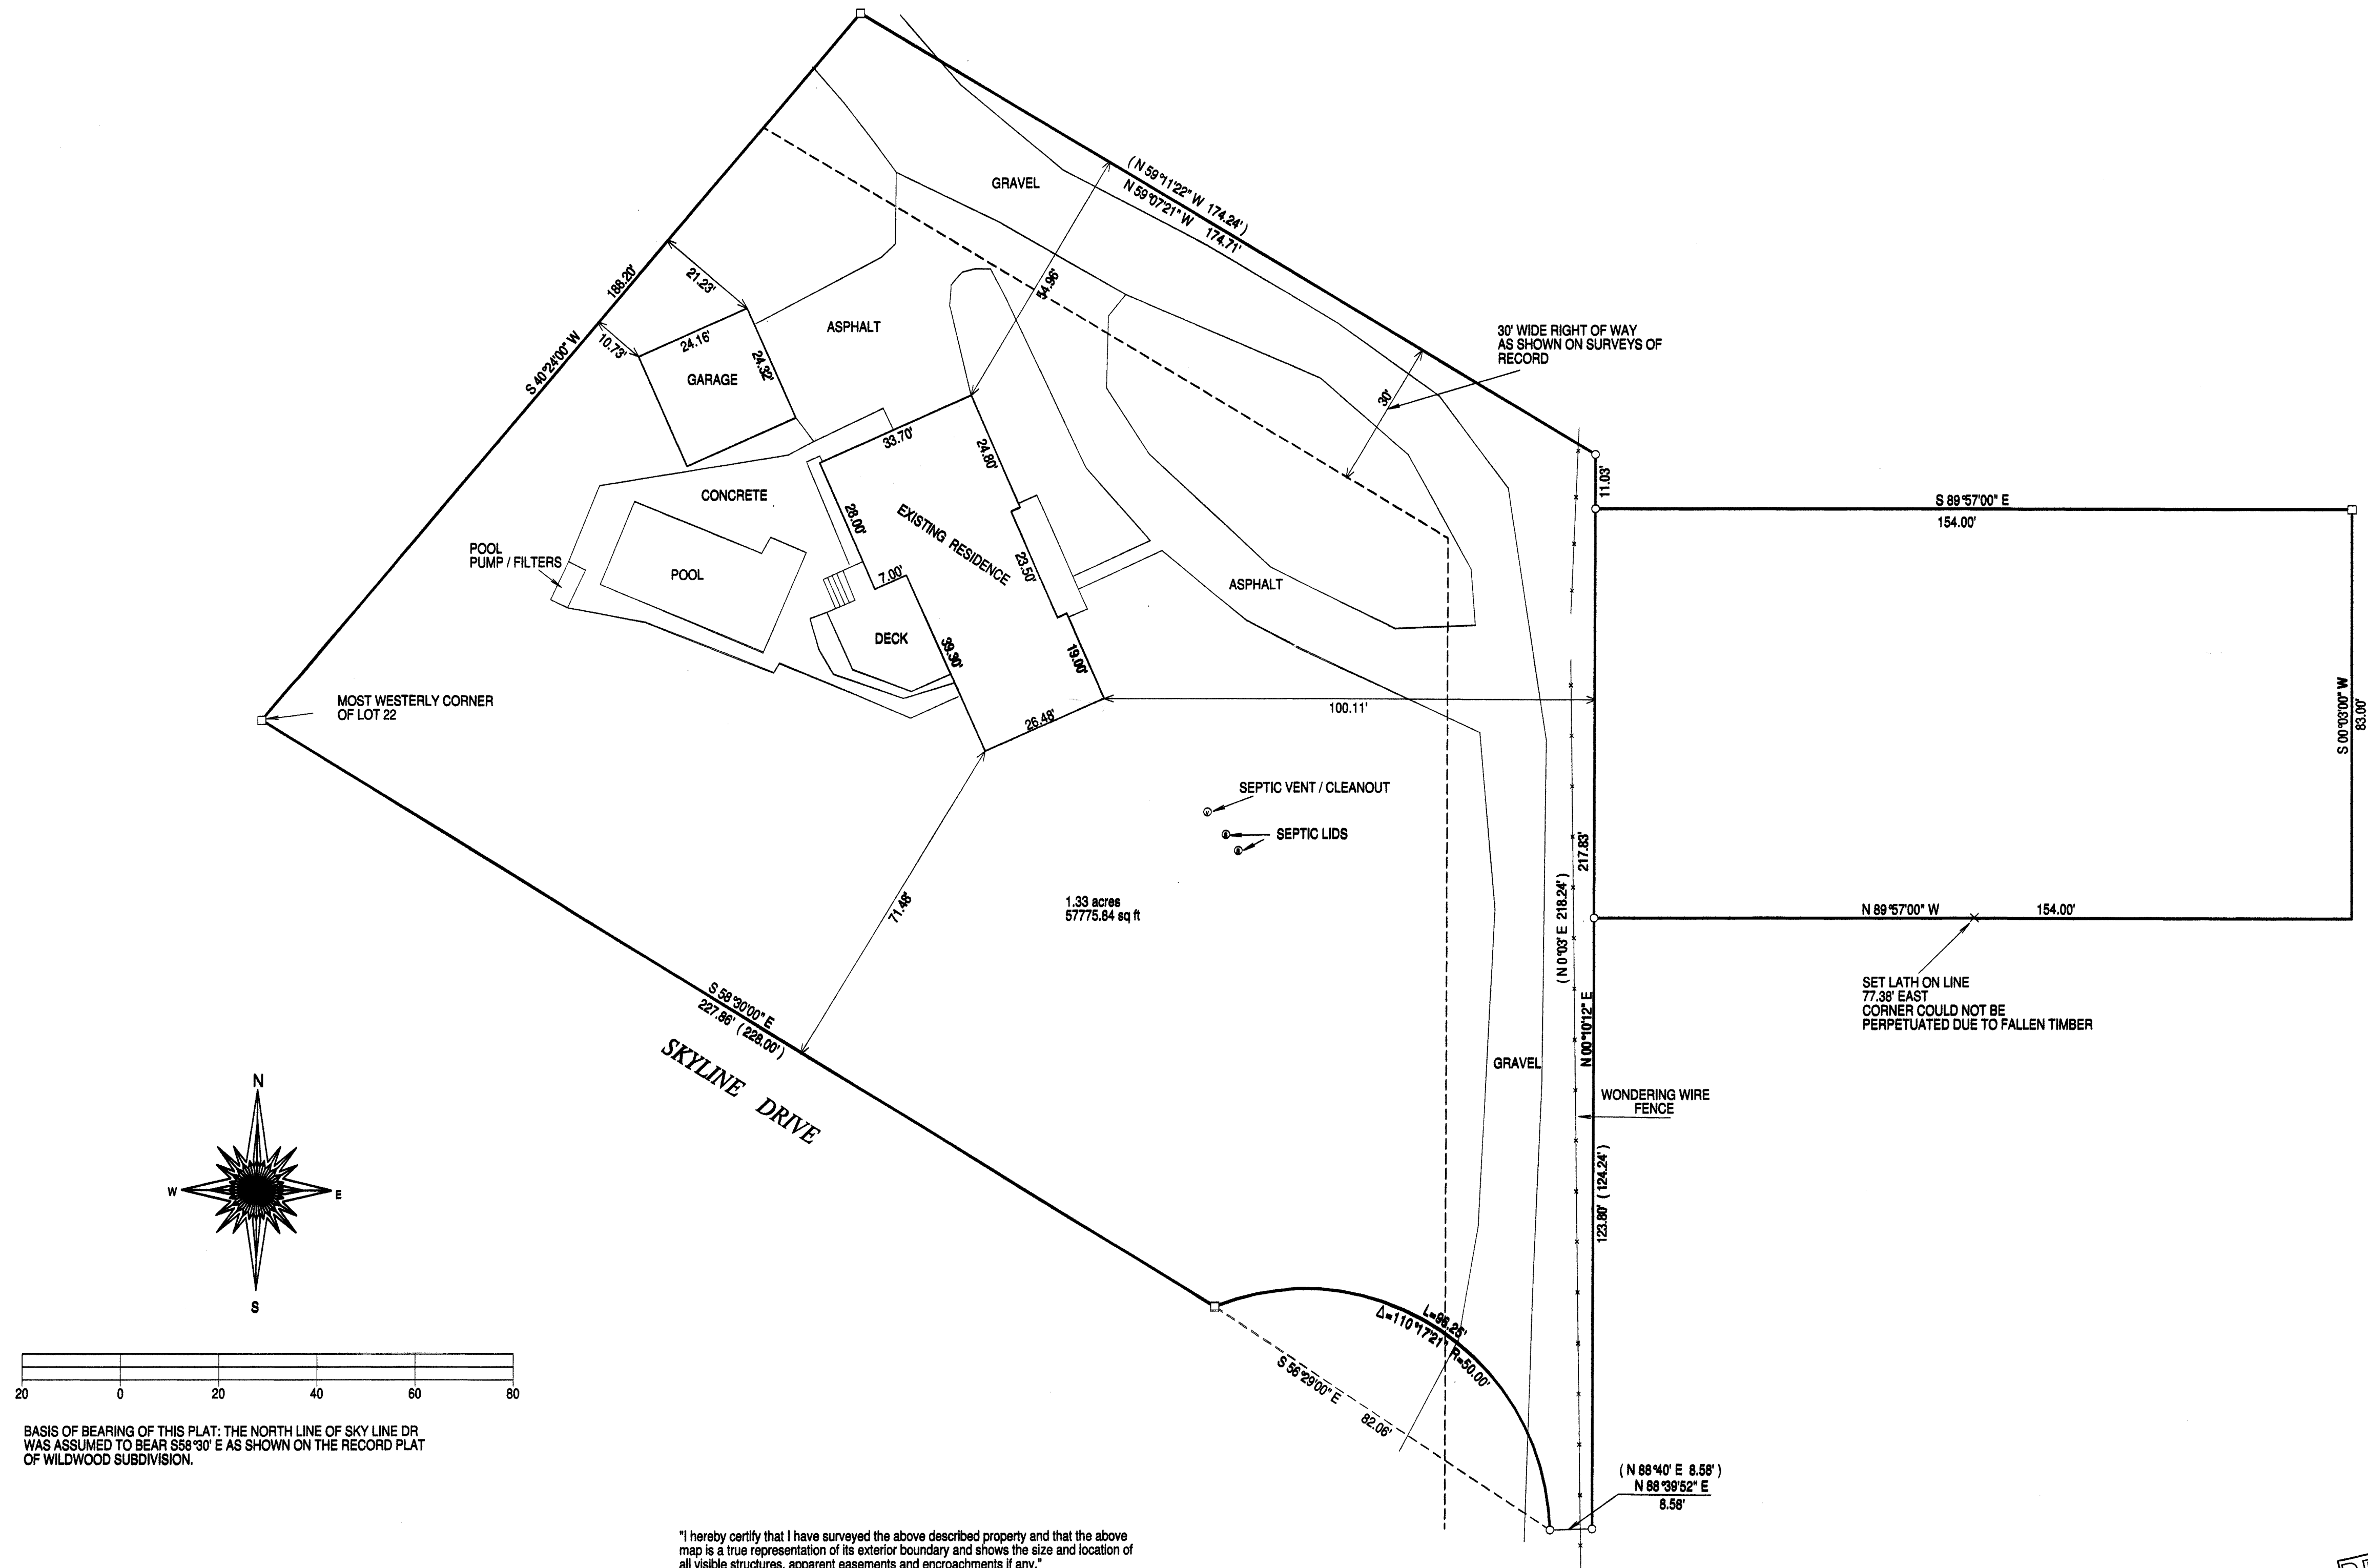 ( N 59°11'22" W 174.24' )
N 59°07'21" W 174.71'
GRAVEL
54.96'
188.20'
S 40°24'00" W
21.23'
10.73'
24.16'
24.32'
GARAGE
ASPHALT
30' WIDE RIGHT OF WAY
AS SHOWN ON SURVEYS OF
RECORD
30'
33.70'
24.80'
11.03'
S 89°57'00" E
154.00'
CONCRETE
28.00'
EXISTING RESIDENCE
POOL
PUMP / FILTERS
POOL
7.00'
23.50'
ASPHALT
DECK
39.30'
19.00'
MOST WESTERLY CORNER
OF LOT 22
26.48'
100.11'
S 00°03'00" W
83.00'
SEPTIC VENT / CLEANOUT
SEPTIC LIDS
217.83'
( N 0°03' E 218.24' )
N 00°10'12" E
1.33 acres
57775.84 sq ft
71.48'
N 89°57'00" W 154.00'
SET LATH ON LINE
77.38' EAST
CORNER COULD NOT BE
PERPETUATED DUE TO FALLEN TIMBER
S 58°30'00" E
227.86' ( 228.00' )
SKYLINE DRIVE
GRAVEL
WONDERING WIRE
FENCE
123.80' ( 124.24' )
N
W
E
S
L=96.25'
Δ=110°17'21" R=50.00'
S 56°29'00" E 82.06'
20 0 20 40 60 80
BASIS OF BEARING OF THIS PLAT: THE NORTH LINE OF SKY LINE DR
WAS ASSUMED TO BEAR S58°30' E AS SHOWN ON THE RECORD PLAT
OF WILDWOOD SUBDIVISION.
( N 88°40' E 8.58' )
N 88°39'52" E
8.58'
"I hereby certify that I have surveyed the above described property and that the above
map is a true representation of its exterior boundary and shows the size and location of
all visible structures, apparent easements and encroachments if any."